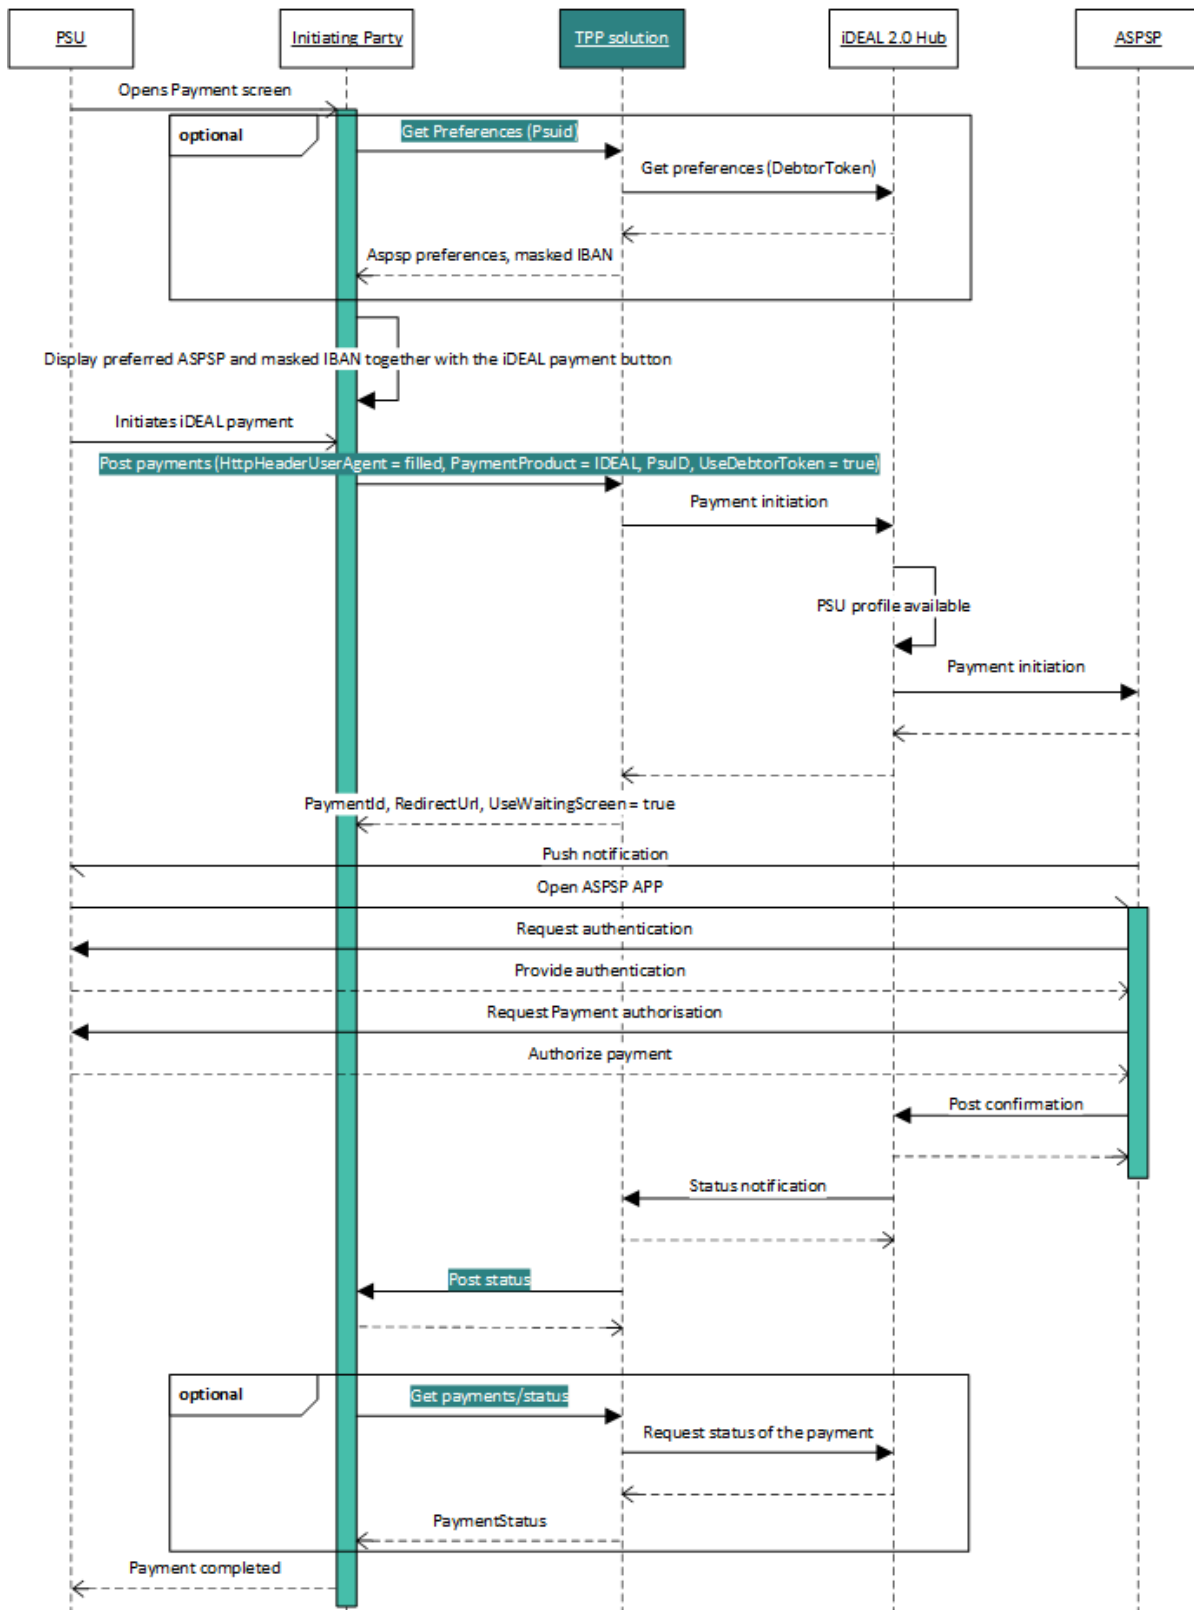 PSU
Initiating Party
TPP solution
iDEAL 2.0 Hub
ASPSP
Opens Payment screen
optional
Get Preferences (Psuid)
Get preferences (DebtorToken)
Aspsp preferences, masked IBAN
Display preferred ASPSP and masked IBAN together with the iDEAL payment button
Initiates iDEAL payment
Post payments (HttpHeaderUserAgent = filled, PaymentProduct = IDEAL, PsuID, UseDebtorToken = true)
Payment initiation
PSU profile available
Payment initiation
PaymentId, RedirectUrl, UseWaitingScreen = true
Push notification
Open ASPSP APP
Request authentication
Provide authentication
Request Payment authorisation
Authorize payment
Post confirmation
Status notification
Post status
optional
Get payments/status
Request status of the payment
PaymentStatus
Payment completed